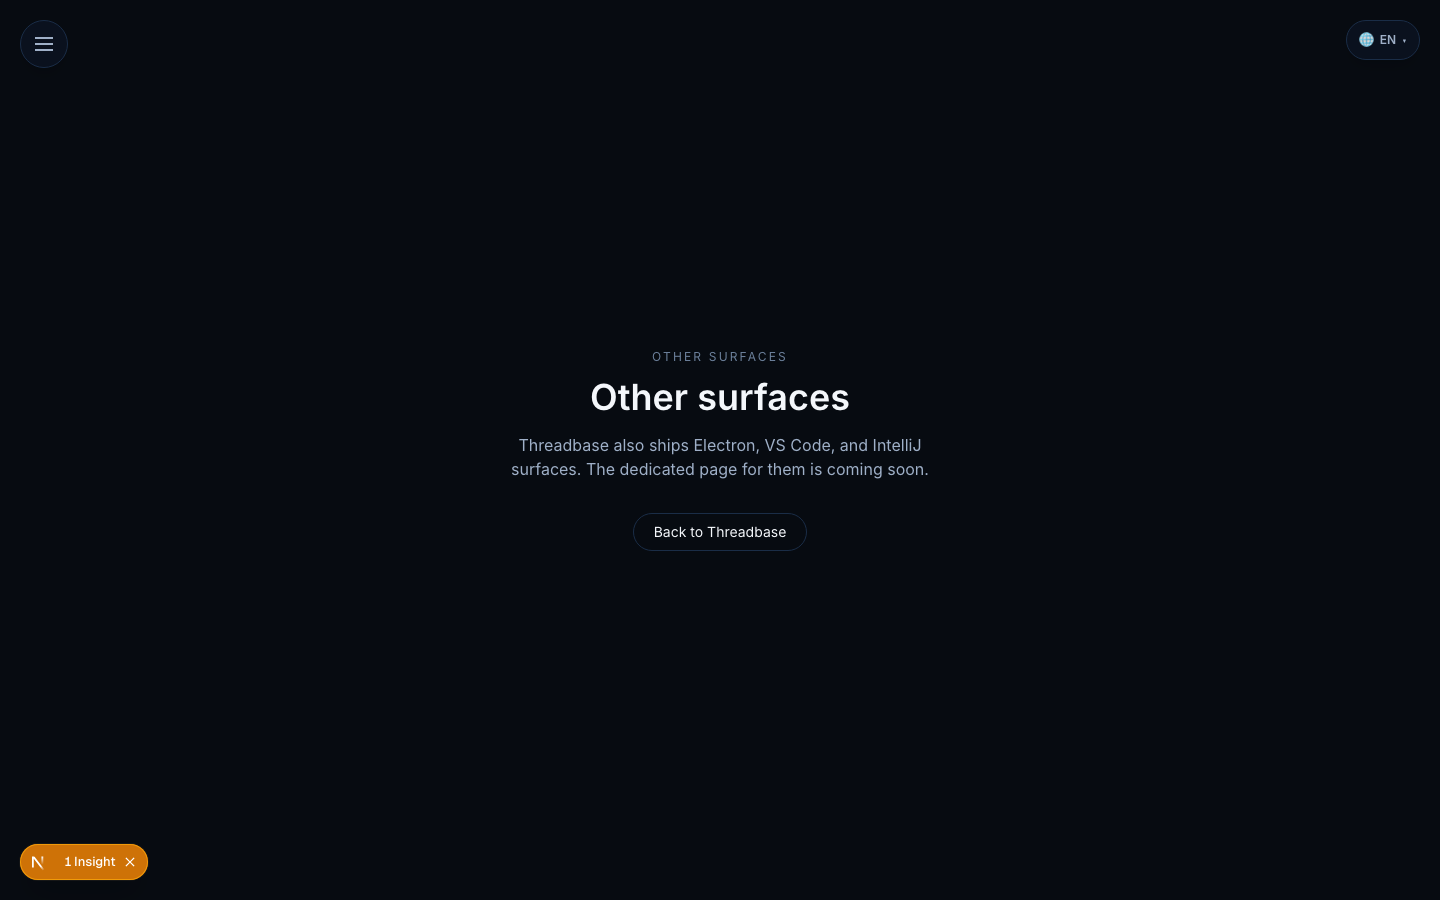 EN
OTHER SURFACES
Other surfaces
Threadbase also ships Electron, VS Code, and IntelliJ
surfaces. The dedicated page for them is coming soon.
Back to Threadbase
N
1 Insight